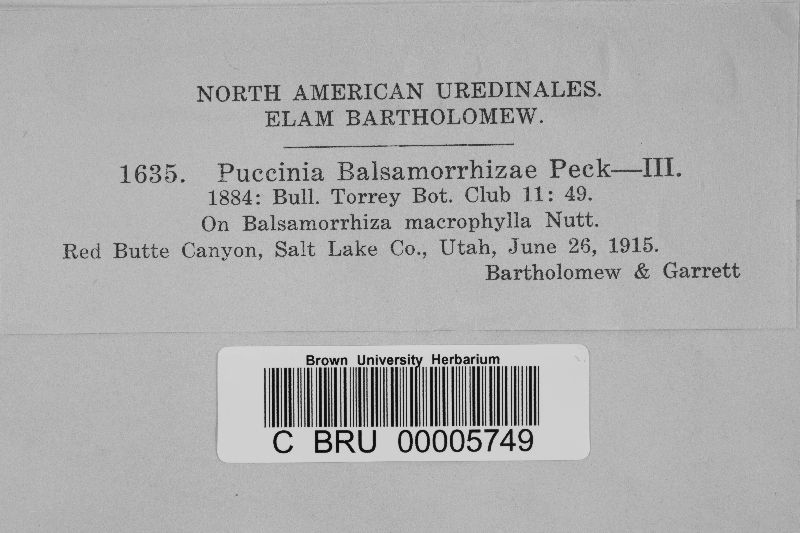 NORTH AMERICAN UREDINALES.
ELAM BARTHOLOMEW.
1635. Puccinia Balsamorrhizae Peck—III.
1884: Bull. Torrey Bot. Club 11: 49.
On Balsamorrhiza macrophylla Nutt.
Red Butte Canyon, Salt Lake Co., Utah, June 26, 1915.
Bartholomew & Garrett
Brown University Herbarium
C BRU 00005749